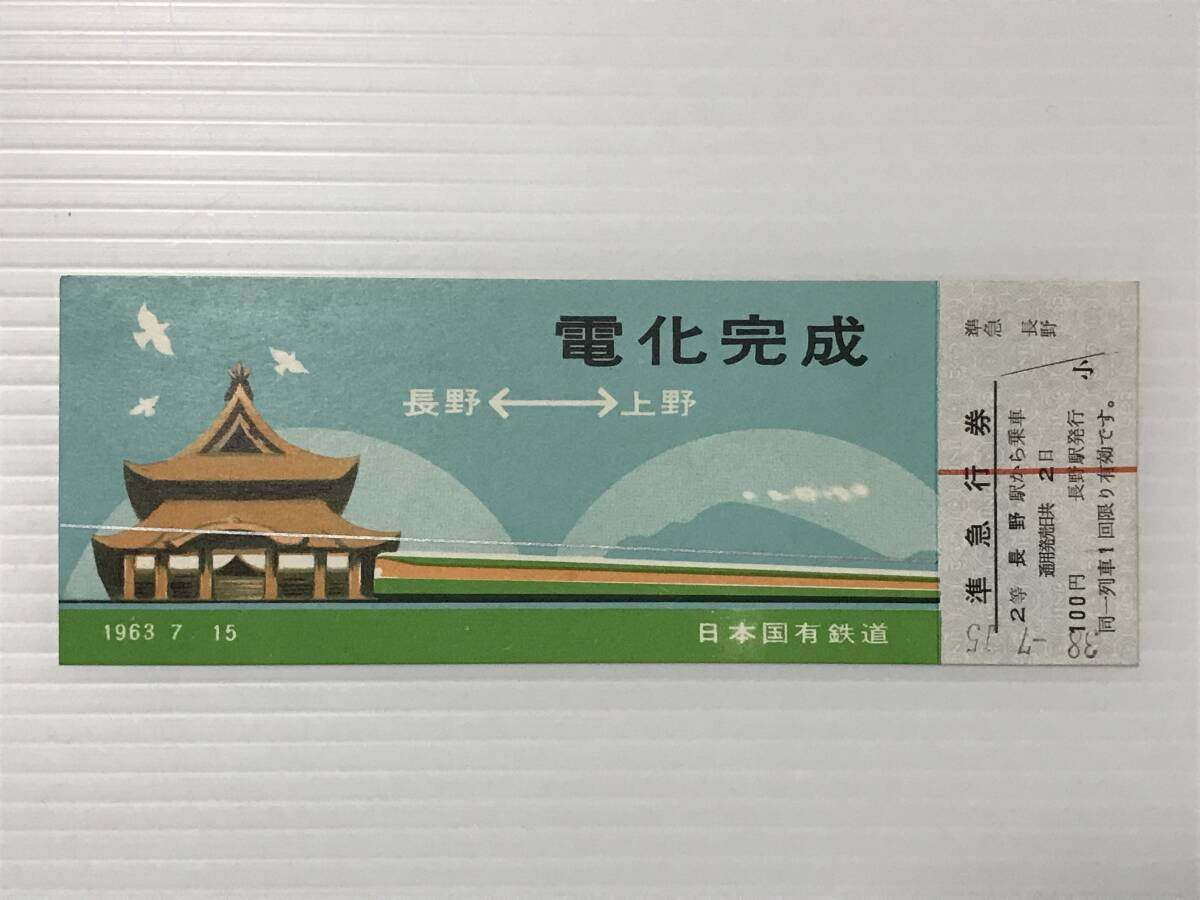 電化完成
長野⟷上野
1963 7 15
日本国有鉄道
準急 長野
小
準急行券
2等 長野駅から乗車
通用発売日共 2日
100円 長野駅発行
同一列車1回限り有効です。
38 -7 15